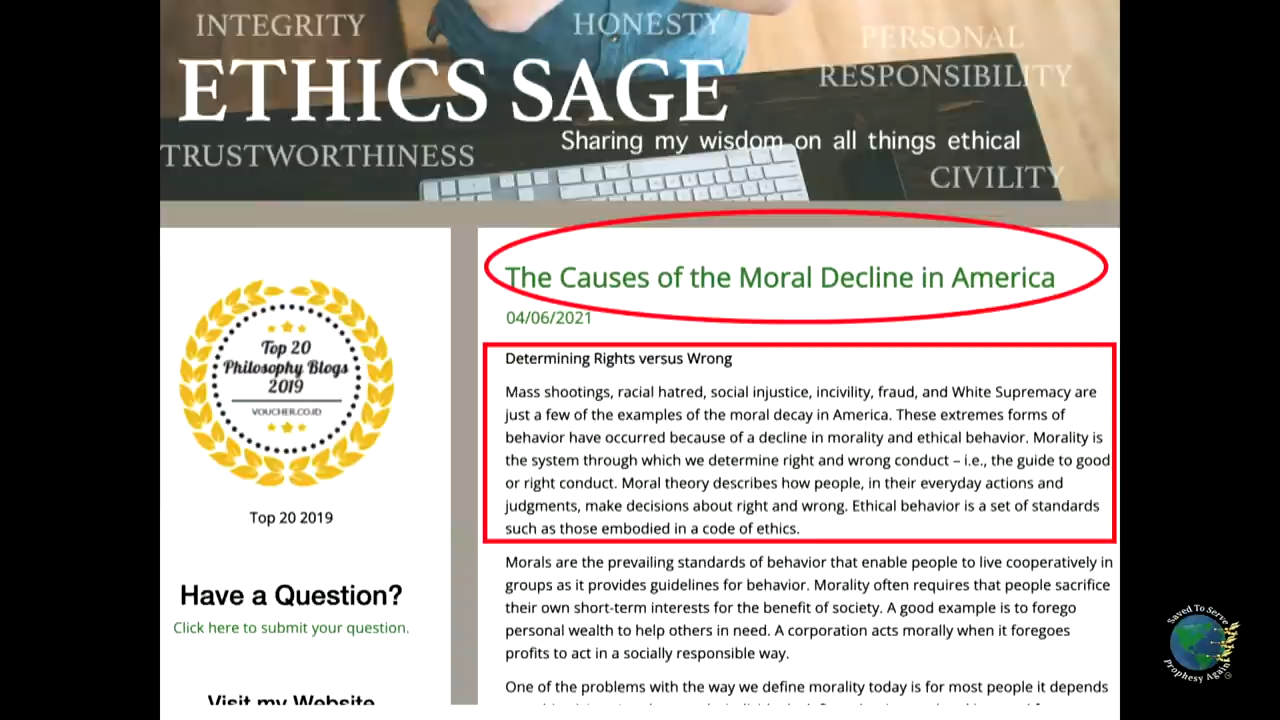 INTEGRITY
HONESTY
PERSONAL
RESPONSIBILITY
ETHICS SAGE
Sharing my wisdom on all things ethical
TRUSTWORTHINESS
CIVILITY
The Causes of the Moral Decline in America
04/06/2021
Determining Rights versus Wrong
Mass shootings, racial hatred, social injustice, incivility, fraud, and White Supremacy are
just a few of the examples of the moral decay in America. These extremes forms of
behavior have occurred because of a decline in morality and ethical behavior. Morality is
the system through which we determine right and wrong conduct – i.e., the guide to good
or right conduct. Moral theory describes how people, in their everyday actions and
judgments, make decisions about right and wrong. Ethical behavior is a set of standards
such as those embodied in a code of ethics.
Morals are the prevailing standards of behavior that enable people to live cooperatively in
groups as it provides guidelines for behavior. Morality often requires that people sacrifice
their own short-term interests for the benefit of society. A good example is to forego
personal wealth to help others in need. A corporation acts morally when it foregoes
profits to act in a socially responsible way.
One of the problems with the way we define morality today is for most people it depends
Top 20
Philosophy Blogs
2019
VOUCHER.CO.ID
Top 20 2019
Have a Question?
Click here to submit your question.
Visit my Website
Saved To Serve
Prophesy Again